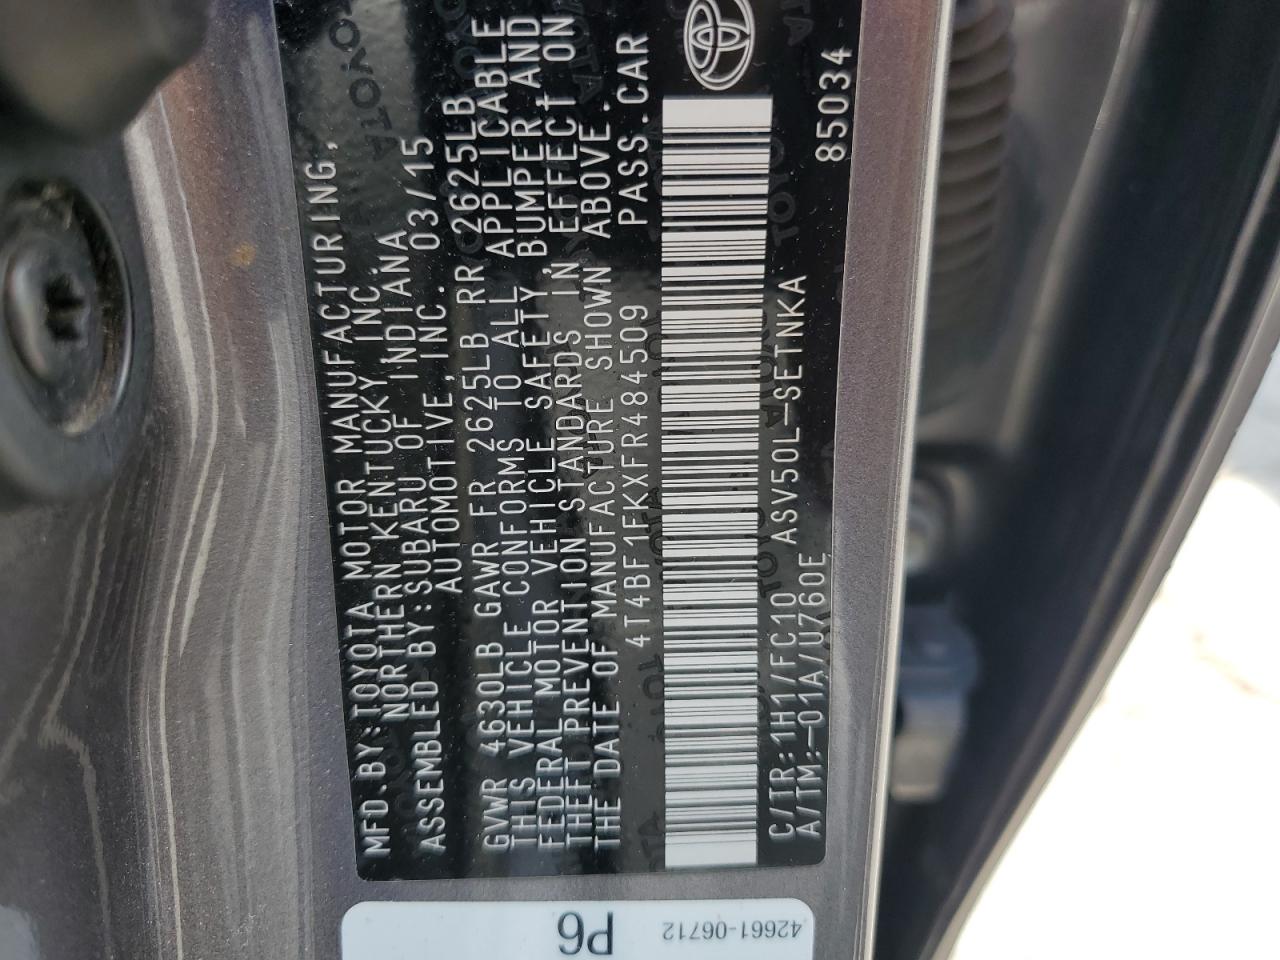 MFD.BY:TOYOTA MOTOR MANUFACTURING,
NORTHERN KENTUCKY,INC.
ASSEMBLED BY:SUBARU OF INDIANA
AUTOMOTIVE,INC. 03/15
GVWR 4630LB GAWR FR 2625LB RR 2625LB
THIS VEHICLE CONFORMS TO ALL APPLICABLE
FEDERAL MOTOR VEHICLE SAFETY, BUMPER AND
THEFT PREVENTION STANDARDS IN EFFECT ON
THE DATE OF MANUFACTURE SHOWN ABOVE.
4T4BF1FKXFR484509 PASS.CAR
C/TR:1H1/FC10 ASV50L-SETNKA
A/TM:-01A/U760E 85034
P6
42661-06712